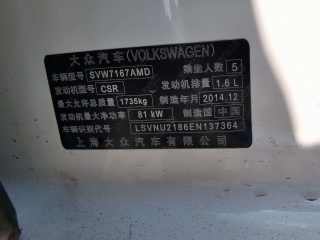 大众汽车(VOLKSWAGEN)
车辆型号 SVW7167AMD 乘坐人数 5
发动机型号 CSR 发动机排量 1.6L
最大允许总质量 1735kg 制造年月 2014.12
发动机最大净功率 81kW 制造国 中国
车辆识别代号 LSVNU2186EN137364
上海大众汽车有限公司